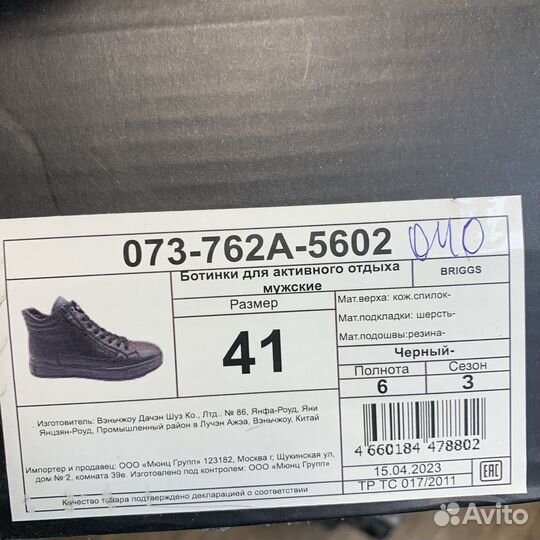 073-762А-5602
Ботинки для активного отдыха
мужские
BRIGGS
Размер
41
Мат.верха: кож.спилок-
Мат.подкладки: шерсть-
Мат.подошвы:резина-
Черный-
Полнота Сезон
6 3
Изготовитель: Вэньчжоу Дачэн Шуз Ко., Лтд.. № 86, Янфа-Роуд, Яни
Янцзян-Роуд, Промышленный район в Лучэн Ажэа, Вэньчжоу, Китай
4 660184 478802
Импортер и продавец: ООО «Мюнц Групп» 123182, Москва г, Щукинская ул,
дом № 2, комната 39е. Изготовлено под контролем: ООО «Мюнц Групп»
15.04.2023
Качество товара подтверждено декларацией о соответствии
ТР ТС 017/2011
EAC
Avito